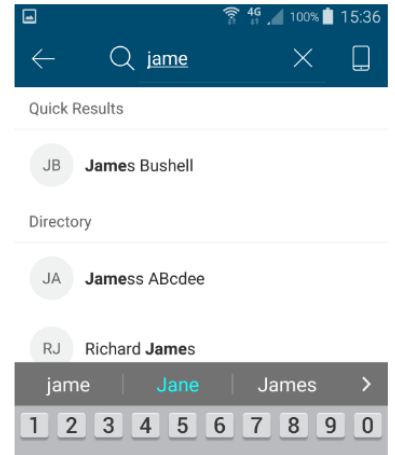 4G 100% 15:36
jame
Quick Results
JB James Bushell
Directory
JA Jamess ABcdee
RJ Richard James
jame Jane James
1 2 3 4 5 6 7 8 9 0